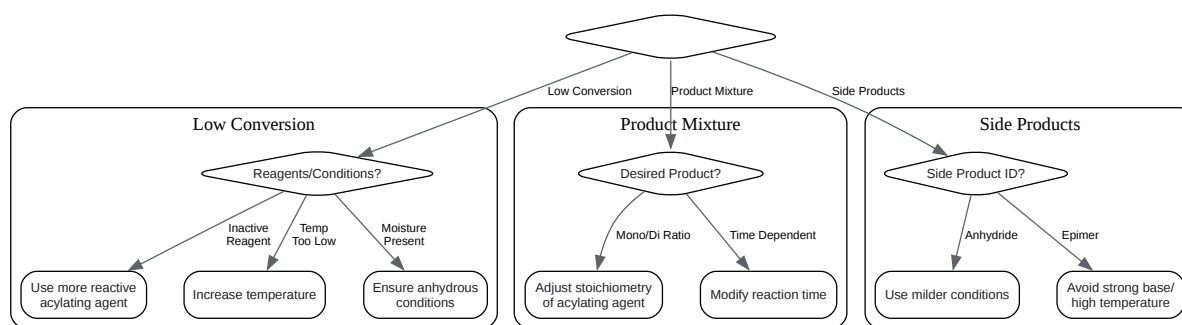 Low Conversion
Product Mixture
Side Products
Low Conversion
Product Mixture
Side Products
Reagents/Conditions?
Desired Product?
Side Product ID?
Inactive
Reagent
Temp
Too Low
Moisture
Present
Mono/Di Ratio
Time Dependent
Anhydride
Epimer
Use more reactive
acylating agent
Increase temperature
Ensure anhydrous
conditions
Adjust stoichiometry
of acylating agent
Modify reaction time
Use milder conditions
Avoid strong base/
high temperature